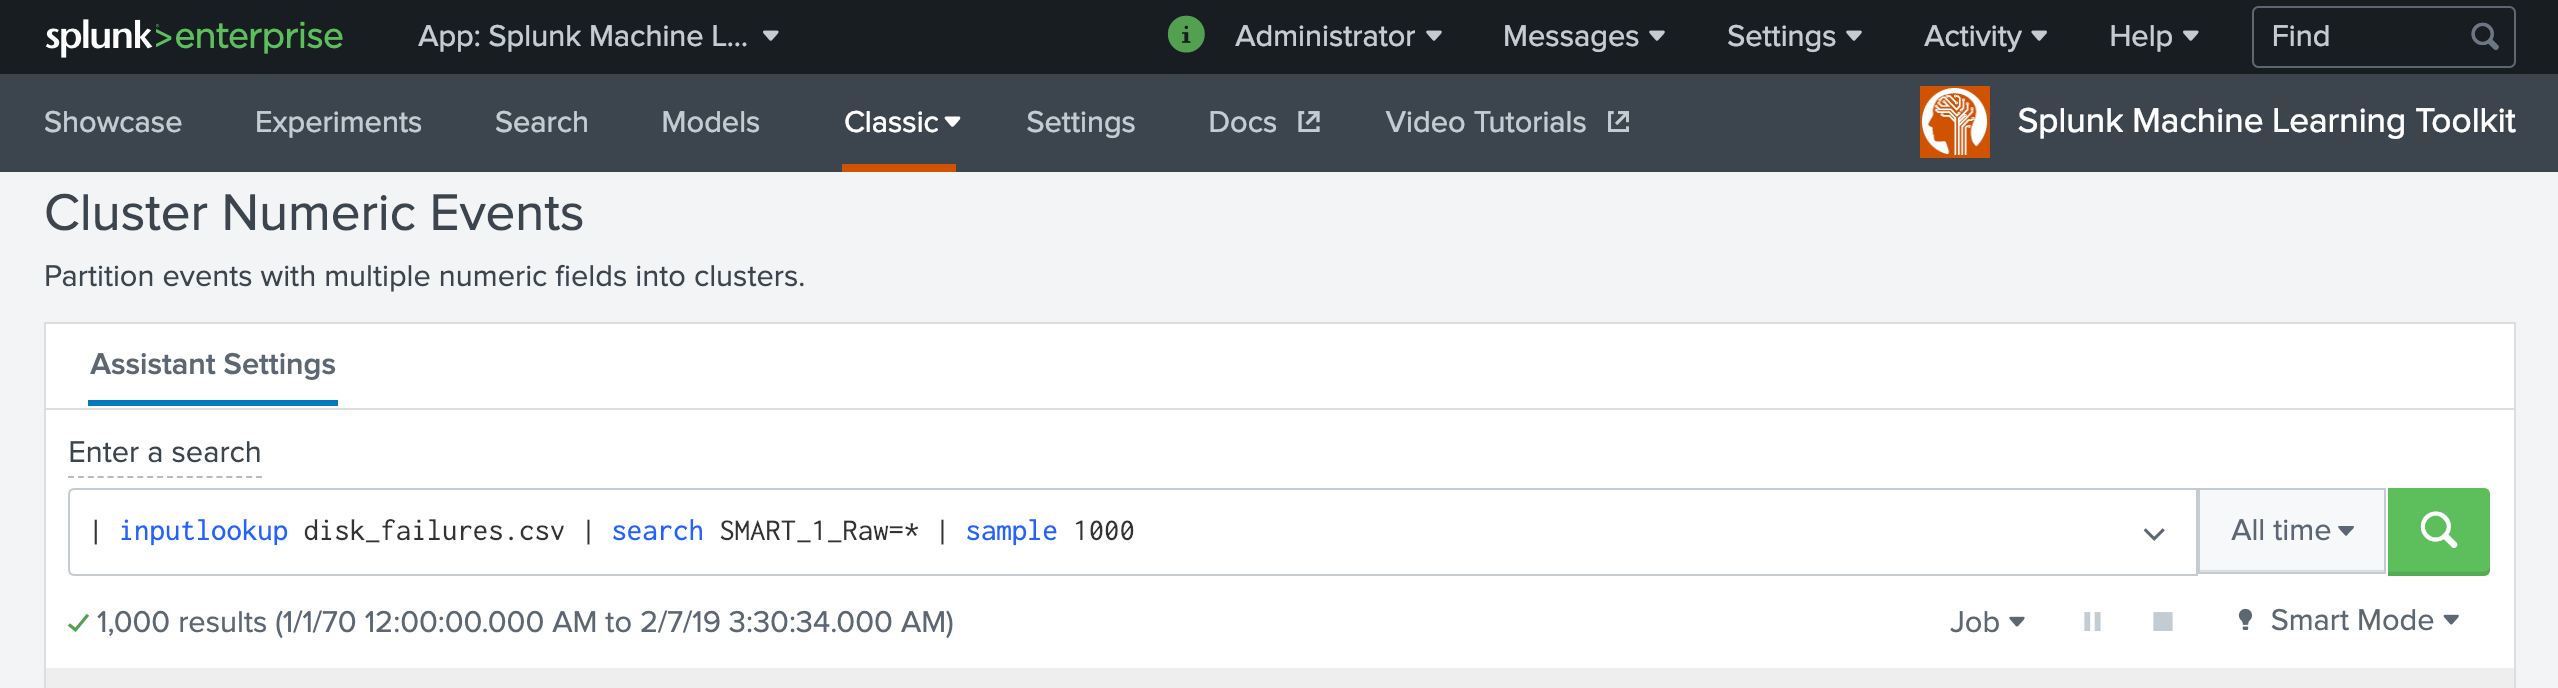 splunk>enterprise App: Splunk Machine L... Administrator Messages Settings Activity Help Find
Showcase Experiments Search Models Classic Settings Docs Video Tutorials Splunk Machine Learning Toolkit
Cluster Numeric Events
Partition events with multiple numeric fields into clusters.
Assistant Settings
Enter a search
| inputlookup disk_failures.csv | search SMART_1_Raw=* | sample 1000 All time
1,000 results (1/1/70 12:00:00.000 AM to 2/7/19 3:30:34.000 AM) Job Smart Mode